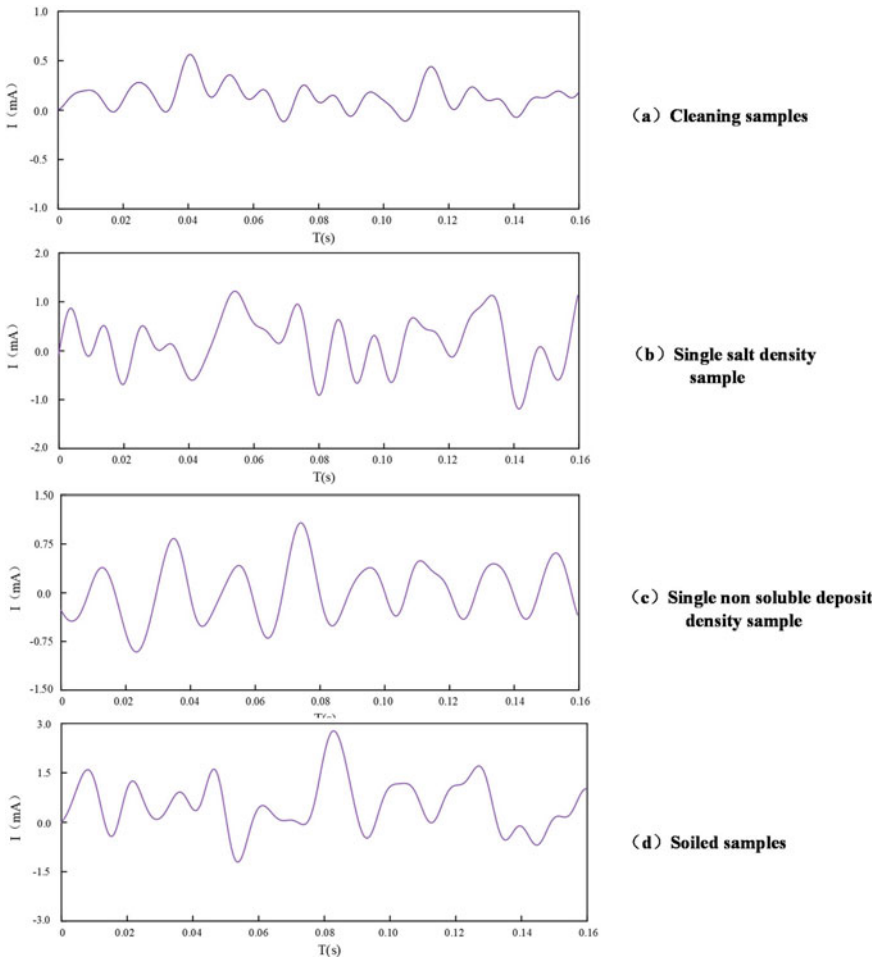 1.0
0.5
0.0
-0.5
-1.0
I（mA）
0 0.02 0.04 0.06 0.08 0.10 0.12 0.14 0.16
T(s)
（a）Cleaning samples
2.0
1.0
0.0
-1.0
-2.0
I（mA）
0 0.02 0.04 0.06 0.08 0.10 0.12 0.14 0.16
T(s)
（b）Single salt density
sample
1.50
0.75
0.0
-0.75
-1.50
I（mA）
0 0.02 0.04 0.06 0.08 0.10 0.12 0.14 0.16
T(s)
（c）Single non soluble deposit
density sample
3.0
1.5
0.0
-1.5
-3.0
I（mA）
0 0.02 0.04 0.06 0.08 0.10 0.12 0.14 0.16
T(s)
（d）Soiled samples